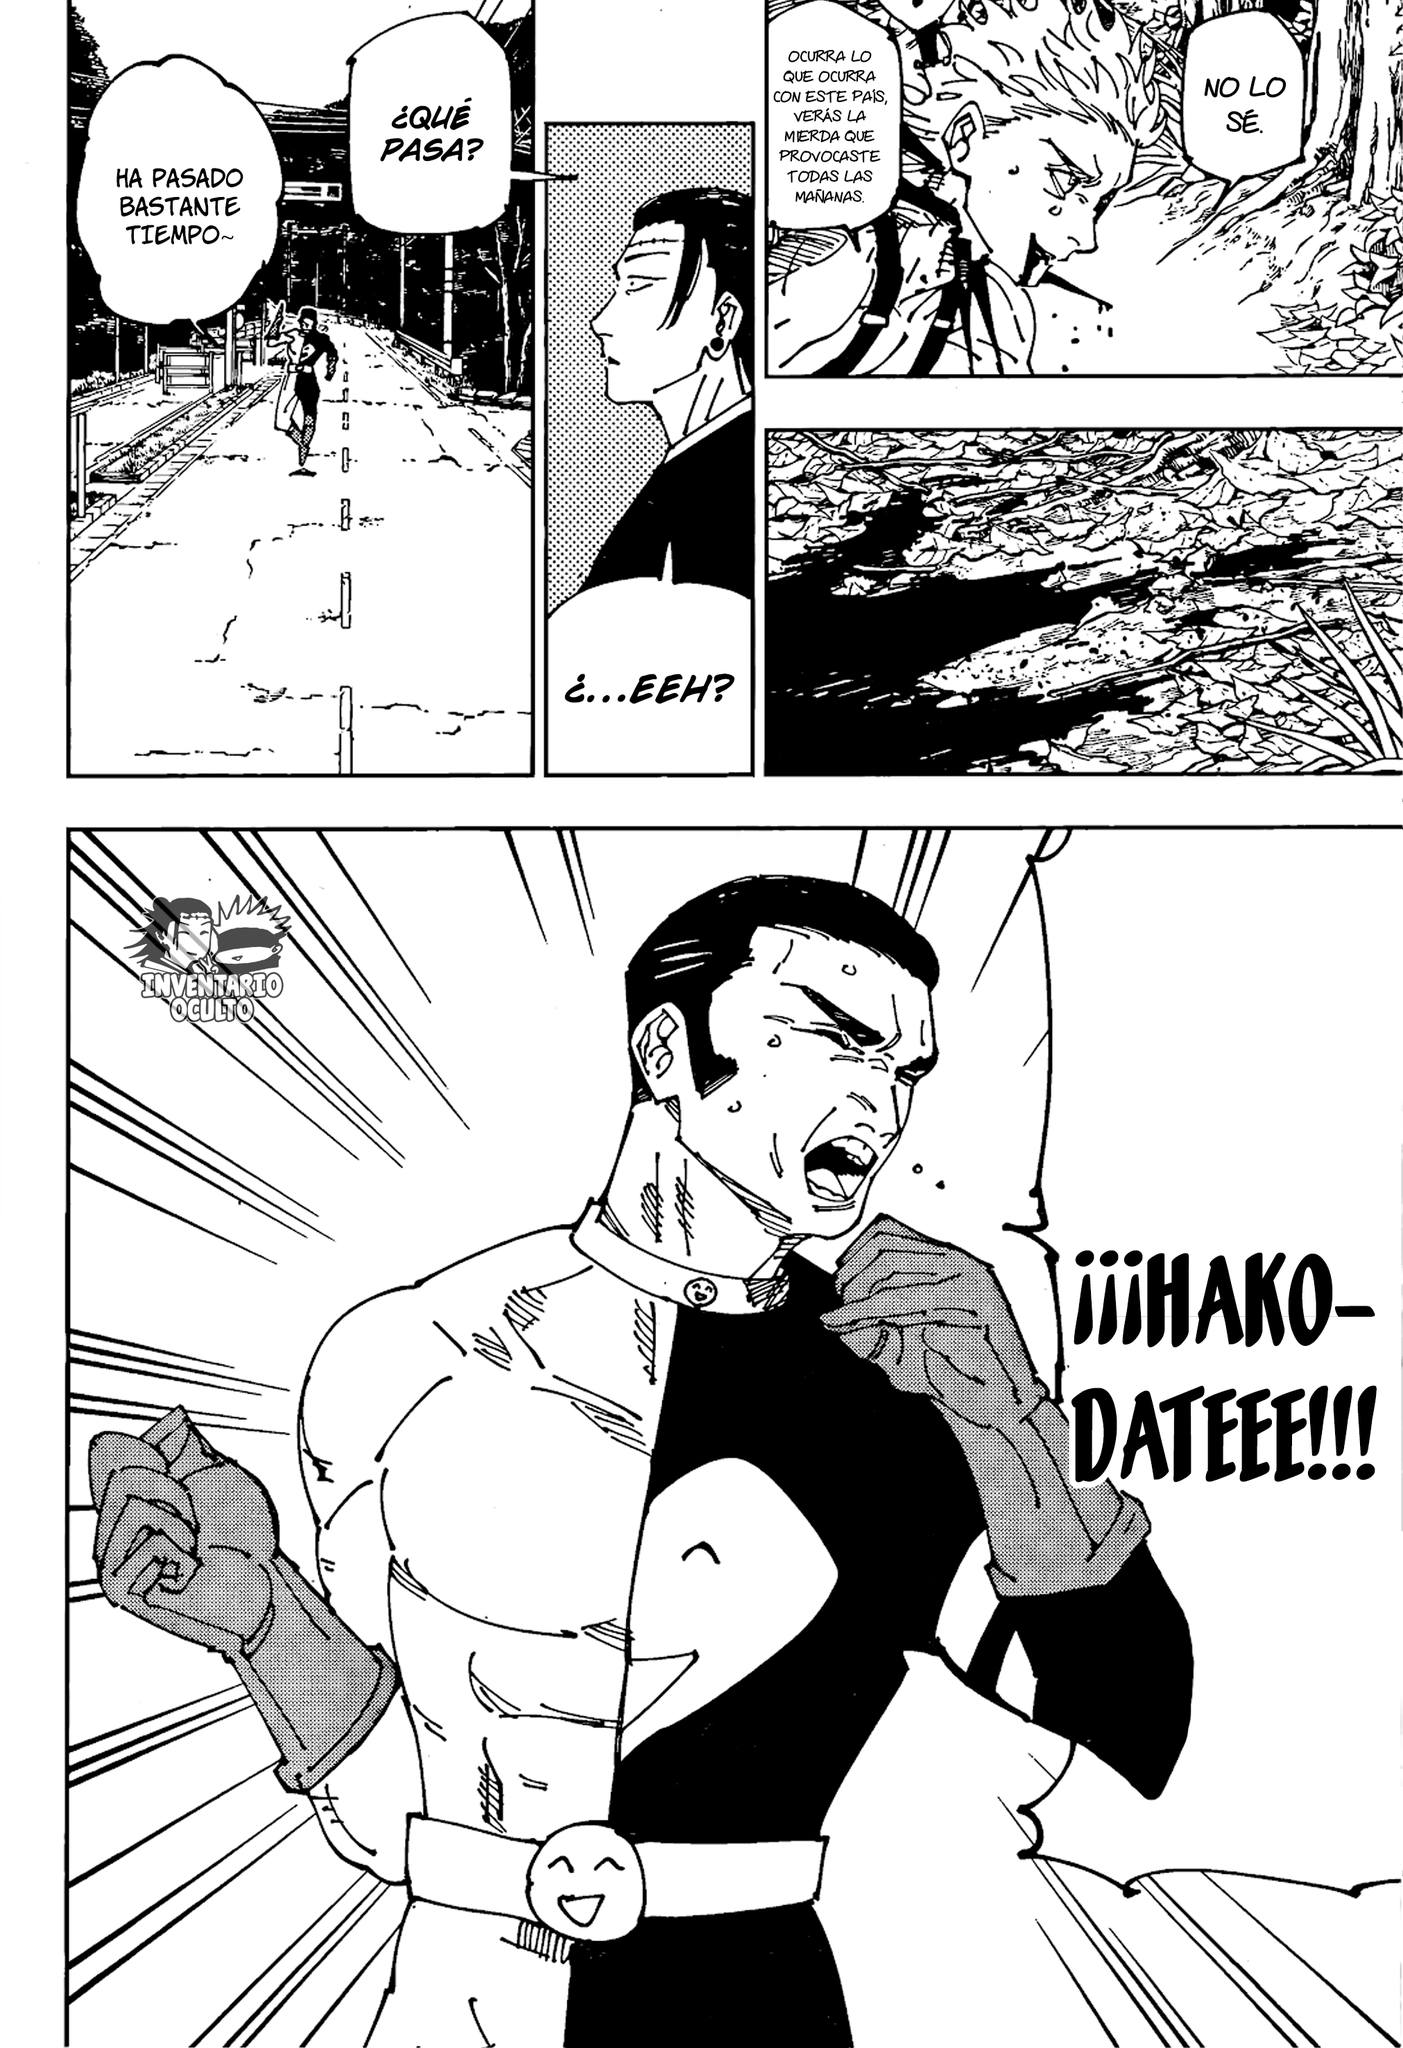 NO LO
SÉ.
OCURRA LO
QUE OCURRA
CON ESTE PAÍS,
VERÁS LA
MIERDA QUE
PROVOCASTE
TODAS LAS
MAÑANAS.
¿QUÉ
PASA?
¿...EEH?
HA PASADO
BASTANTE
TIEMPO~
INVENTARIO
OCULTO
¡¡¡HAKO-
DATEEE!!!